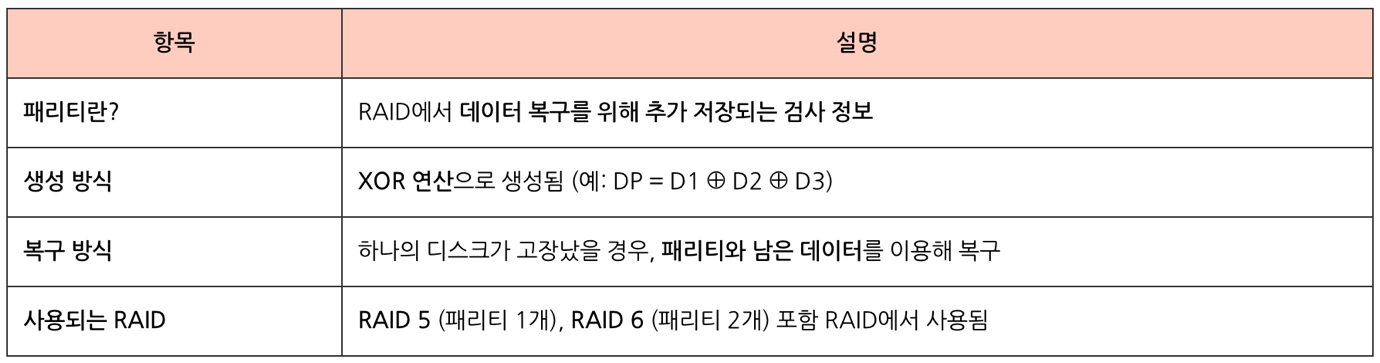 항목 설명
패리티란? RAID에서 데이터 복구를 위해 추가 저장되는 검사 정보
생성 방식 XOR 연산으로 생성됨 (예: DP = D1 ⊕ D2 ⊕ D3)
복구 방식 하나의 디스크가 고장났을 경우, 패리티와 남은 데이터를 이용해 복구
사용되는 RAID RAID 5 (패리티 1개), RAID 6 (패리티 2개) 포함 RAID에서 사용됨